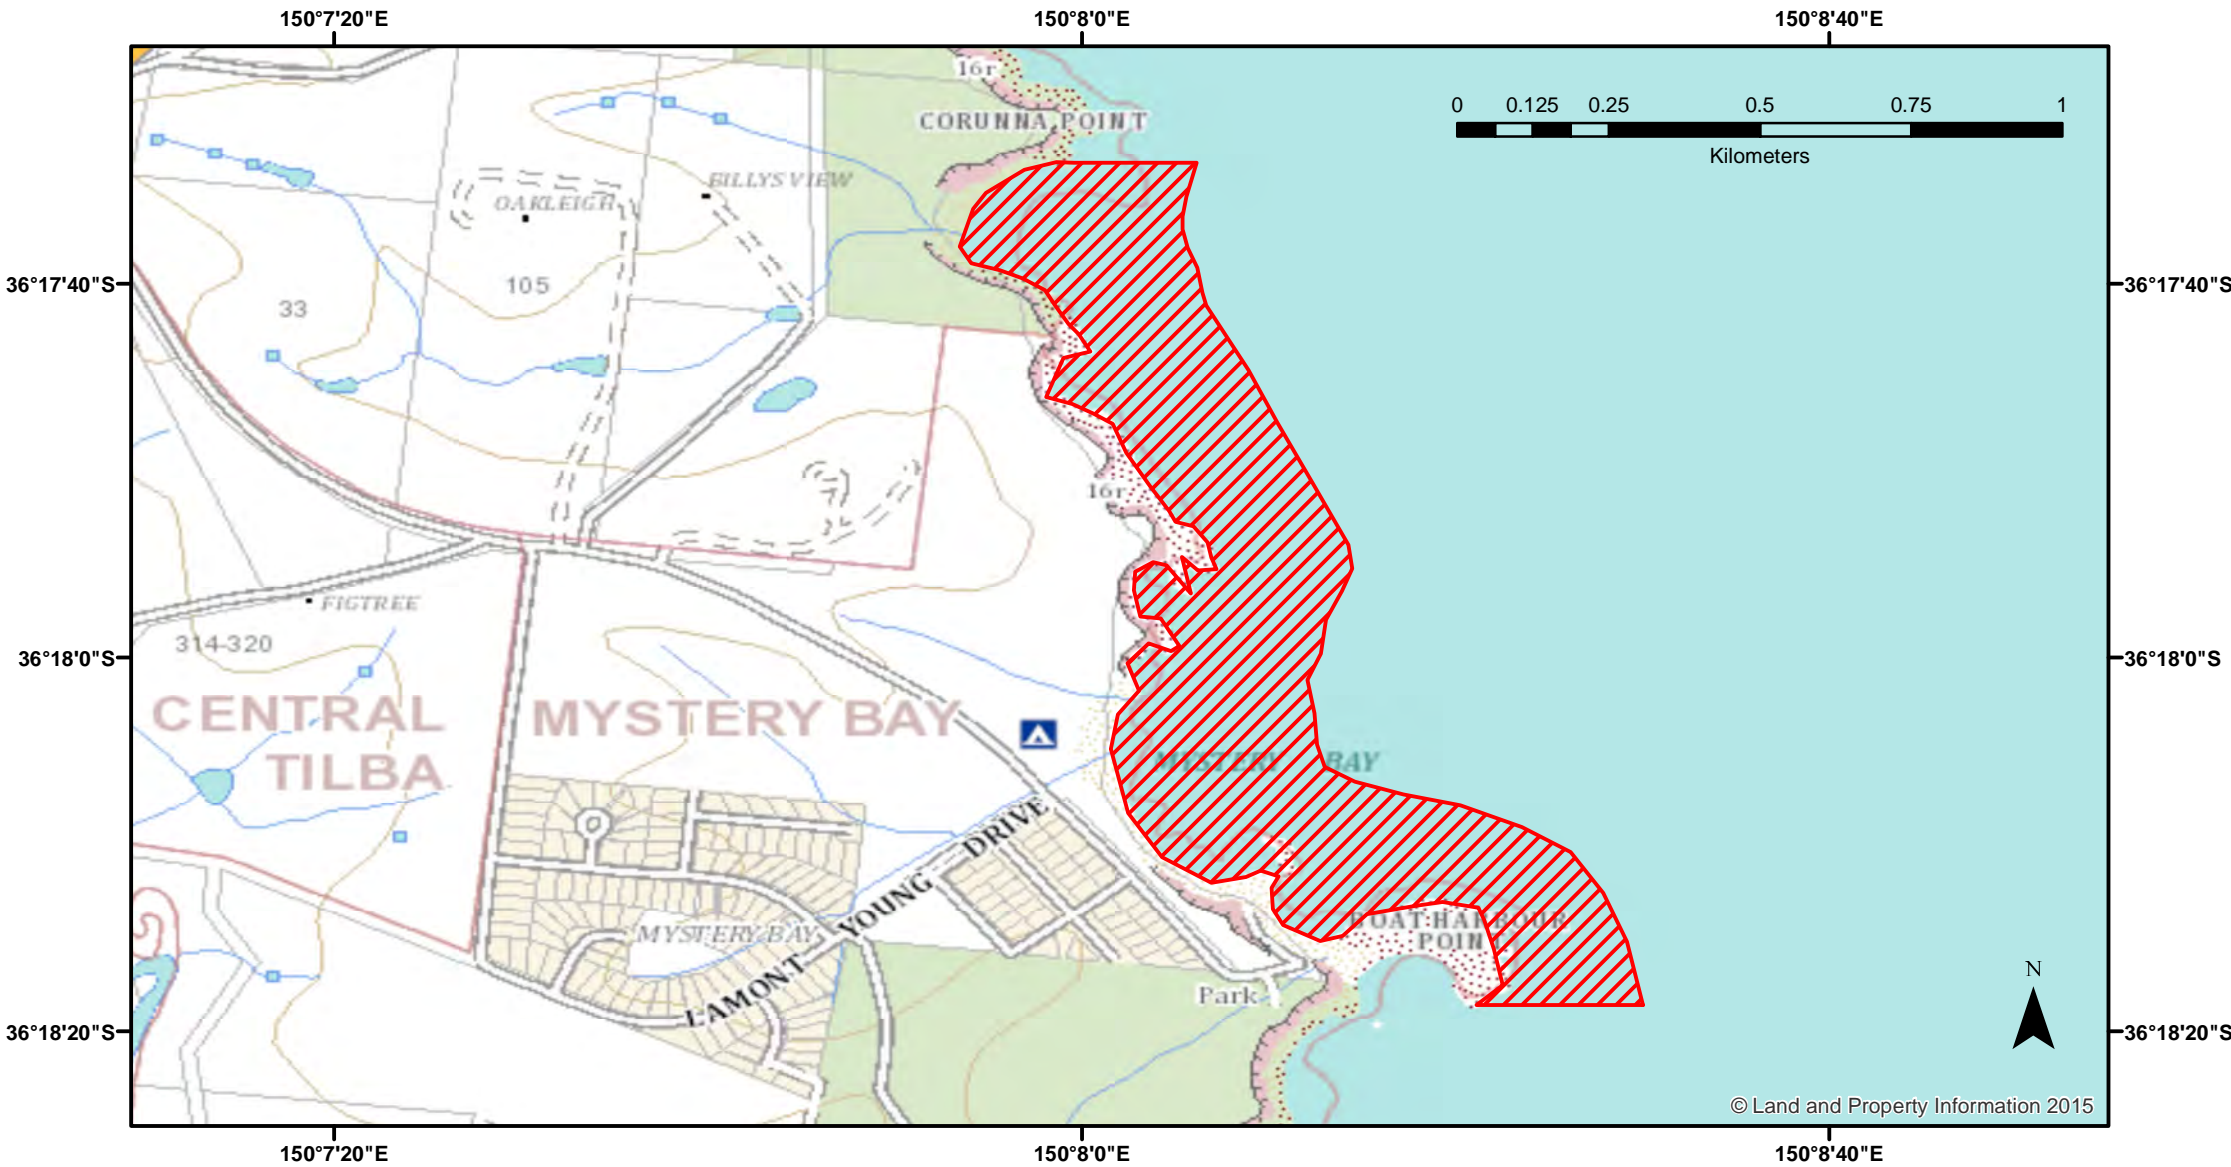 150°7'20"E 150°8'0"E 150°8'40"E
16r
0 0.125 0.25 0.5 0.75 1
CORUNNA POINT
Kilometers
BILLYS VIEW
OAKLEIGH
36°17'40"S 36°17'40"S
105
33
16r
FIGTREE
314-320
36°18'0"S 36°18'0"S
CENTRAL
TILBA
MYSTERY BAY
MYSTERY BAY
LAMONT YOUNG DRIVE
MYSTERY BAY
BOAT HARBOUR
POINT
N
Park
36°18'20"S 36°18'20"S
© Land and Property Information 2015
150°7'20"E 150°8'0"E 150°8'40"E